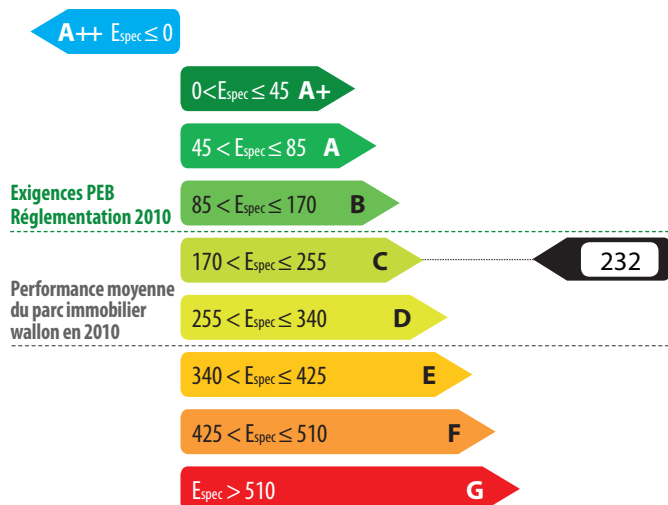 A++ Espec ≤ 0
0<Espec ≤ 45 A+
45 < Espec ≤ 85 A
Exigences PEB
Réglementation 2010
85 < Espec ≤ 170 B
170 < Espec ≤ 255 C
232
Performance moyenne
du parc immobilier
wallon en 2010
255 < Espec ≤ 340 D
340 < Espec ≤ 425 E
425 < Espec ≤ 510 F
Espec > 510 G